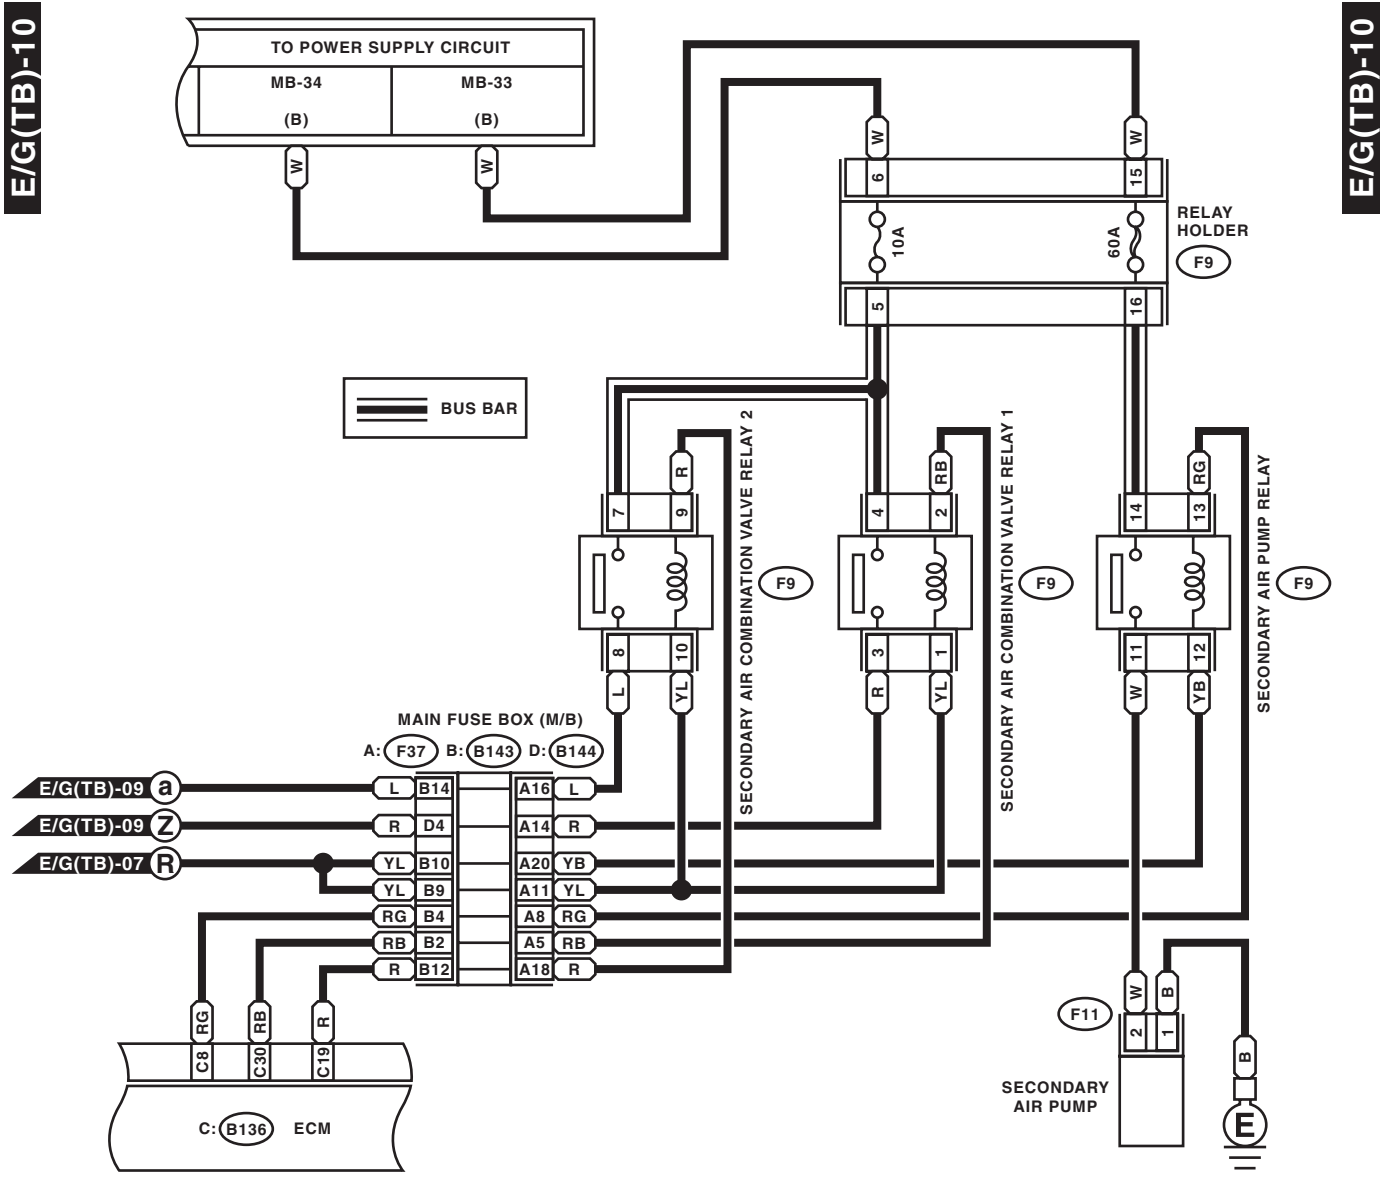 E/G(TB)-10
E/G(TB)-10
TO POWER SUPPLY CIRCUIT
MB-34
MB-33
(B)
(B)
W
W
W
W
6
15
10A
60A
RELAY
HOLDER
F9
5
16
BUS BAR
R
RB
RG
7
9
4
2
14
13
SECONDARY AIR COMBINATION VALVE RELAY 2
SECONDARY AIR COMBINATION VALVE RELAY 1
SECONDARY AIR PUMP RELAY
F9
F9
F9
8
10
3
1
11
12
L
YL
R
YL
W
YB
MAIN FUSE BOX (M/B)
A: F37 B: B143 D: B144
E/G(TB)-09 a L B14 A16 L
E/G(TB)-09 Z R D4 A14 R
E/G(TB)-07 R YL B10 A20 YB
YL B9 A11 YL
RG B4 A8 RG
RB B2 A5 RB
R B12 A18 R
RG
RB
R
C8
C30
C19
C: B136 ECM
W
B
F11
2
1
SECONDARY
AIR PUMP
B
E